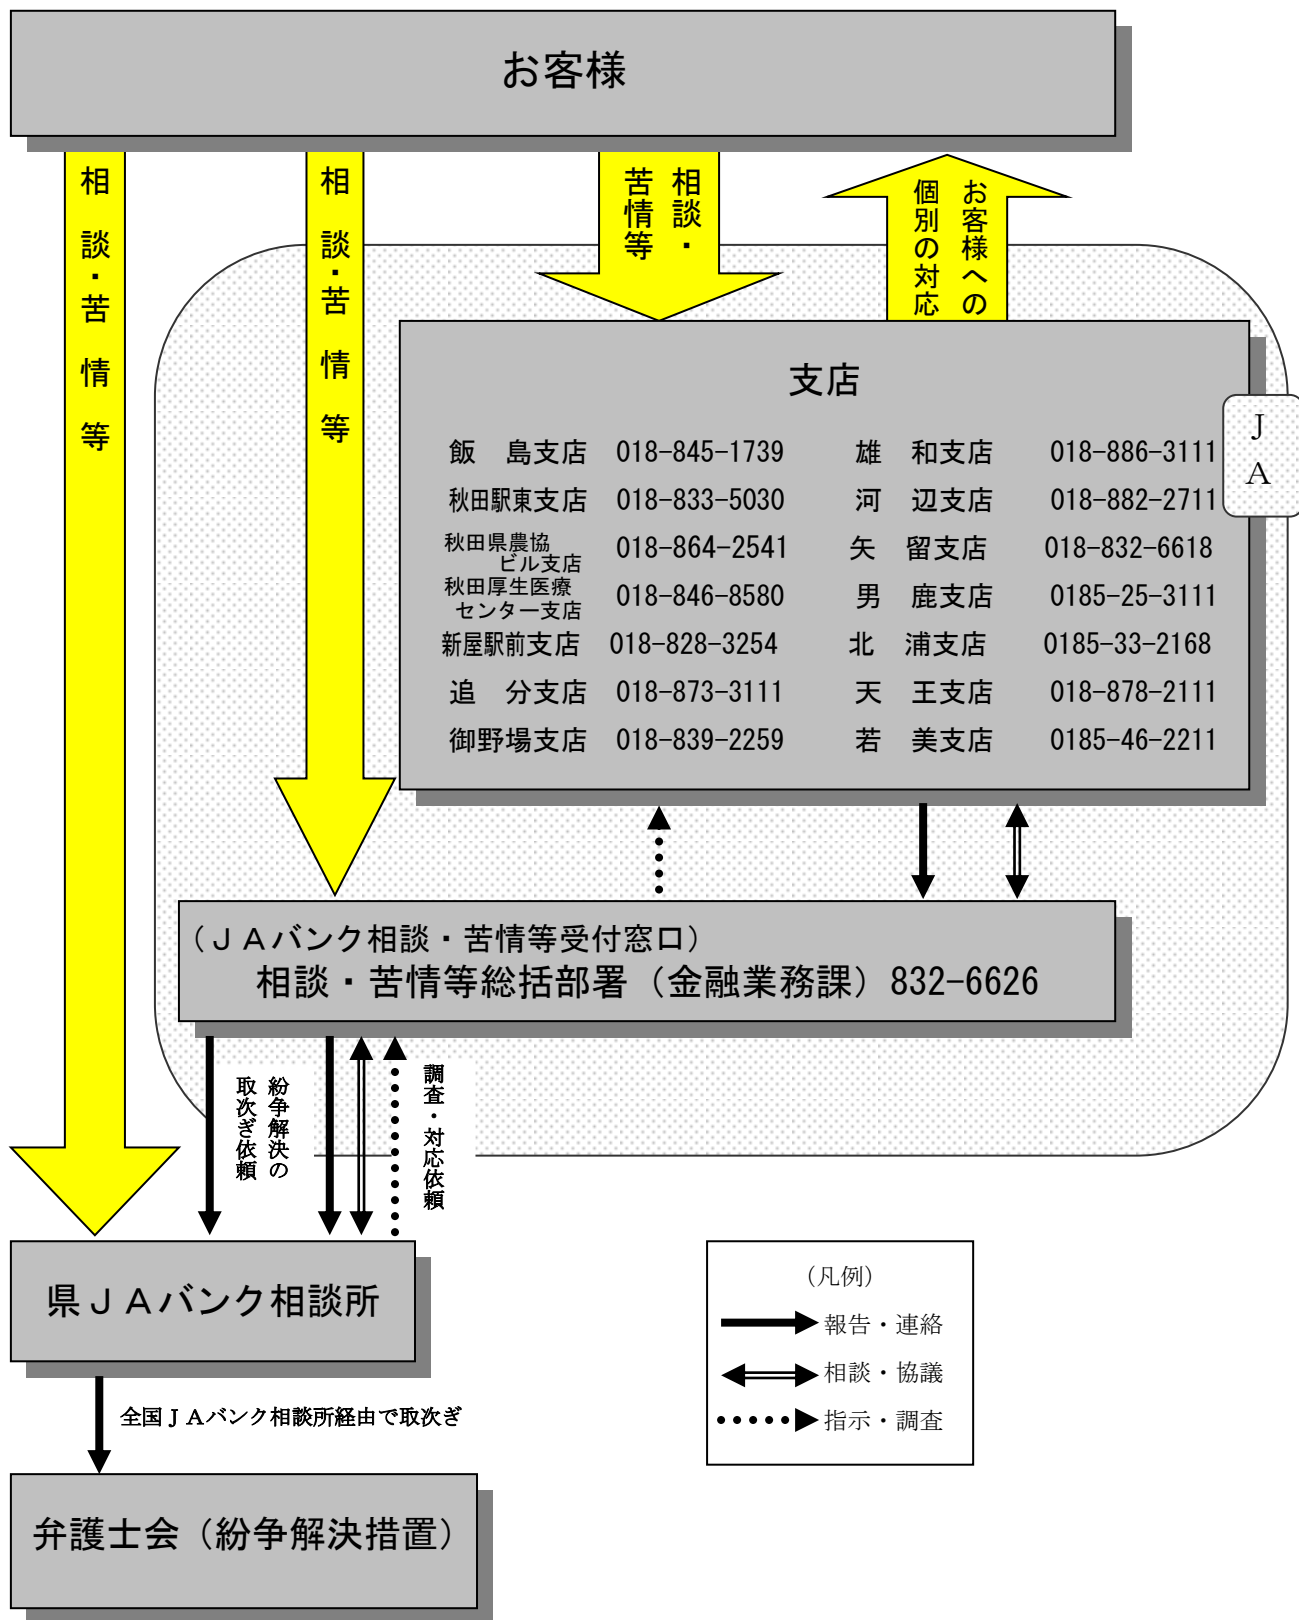 お客様
相談・苦情等
相談・苦情等
相談・
苦情等
お客様への
個別の対応
支店
飯　島支店　018-845-1739　雄　和支店　018-886-3111
秋田駅東支店　018-833-5030　河　辺支店　018-882-2711
秋田県農協
ビル支店　018-864-2541　矢　留支店　018-832-6618
秋田厚生医療
センター支店　018-846-8580　男　鹿支店　0185-25-3111
新屋駅前支店　018-828-3254　北　浦支店　0185-33-2168
追　分支店　018-873-3111　天　王支店　018-878-2111
御野場支店　018-839-2259　若　美支店　0185-46-2211
ＪＡ
（ＪＡバンク相談・苦情等受付窓口）
相談・苦情等総括部署（金融業務課）832-6626
紛争解決の
取次ぎ依頼
調査・対応依頼
県ＪＡバンク相談所
（凡例）
報告・連絡
相談・協議
指示・調査
全国ＪＡバンク相談所経由で取次ぎ
弁護士会（紛争解決措置）